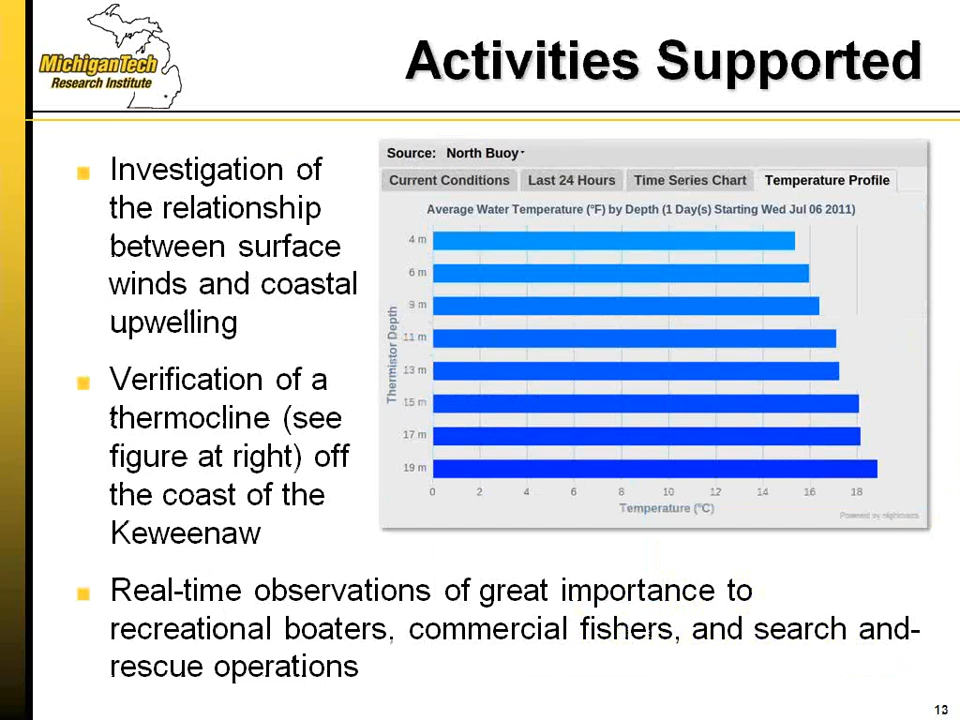 MichiganTech
Research Institute
Activities Supported
Investigation of
the relationship
between surface
winds and coastal
upwelling
Verification of a
thermocline (see
figure at right) off
the coast of the
Keweenaw
Source: North Buoy
Current Conditions Last 24 Hours Time Series Chart Temperature Profile
Average Water Temperature (°F) by Depth (1 Day(s) Starting Wed Jul 06 2011)
Thermistor Depth
4 m
6 m
9 m
11 m
13 m
15 m
17 m
19 m
0 2 4 6 8 10 12 14 16 18
Temperature (°C)
Powered by Highcharts
Real-time observations of great importance to
recreational boaters, commercial fishers, and search and-
rescue operations
13